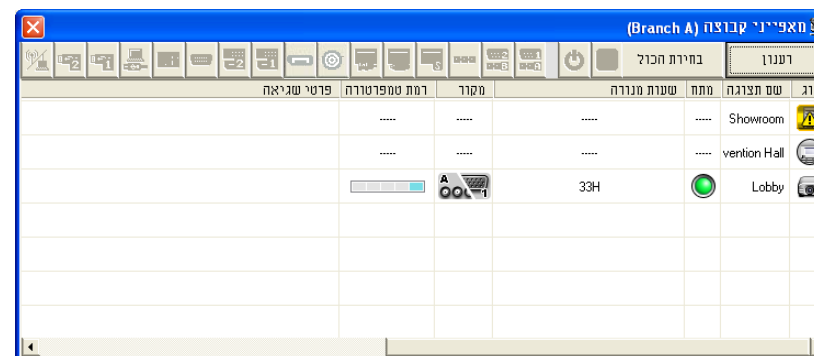 מאפייני קבוצה (Branch A)
רענון בחירת הכול
שם תצוגה מתח שעות מנורה מקור רמת טמפרטורה פרטי שגיאה
Showroom ----- ----- ----- -----
vention Hall ----- ----- ----- -----
Lobby 33H